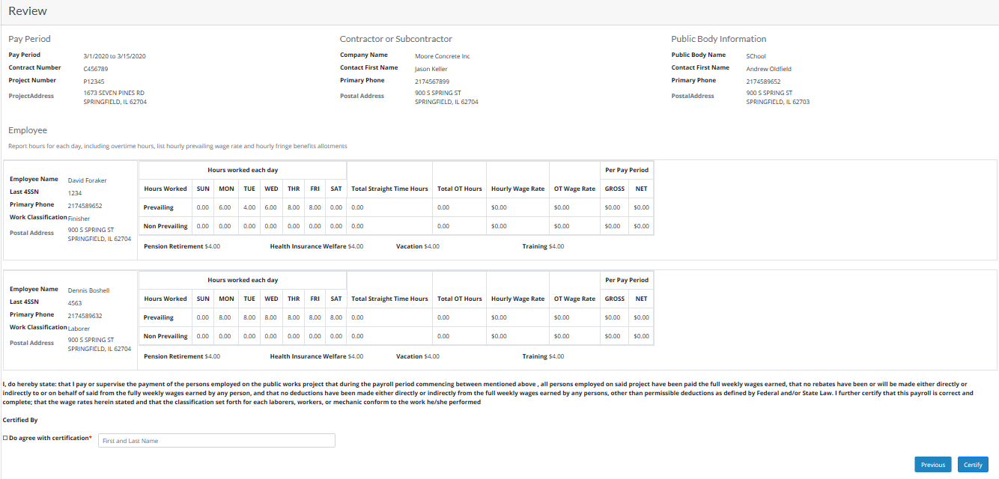 Review
Pay Period
Pay Period 3/1/2020 to 3/15/2020
Contract Number C456789
Project Number P12345
ProjectAddress 1673 SEVEN PINES RD
SPRINGFIELD, IL 62704
Contractor or Subcontractor
Company Name Moore Concrete Inc
Contact First Name Jason Keller
Primary Phone 2174567899
Postal Address 900 S SPRING ST
SPRINGFIELD, IL 62704
Public Body Information
Public Body Name SChool
Contact First Name Andrew Oldfield
Primary Phone 2174589652
PostalAddress 900 S SPRING ST
SPRINGFIELD, IL 62703
Employee
Report hours for each day, including overtime hours, list hourly prevailing wage rate and hourly fringe benefits allotments
Employee Name David Foraker
Last 4SSN 1234
Primary Phone 2174589652
Work Classification Finisher
Postal Address 900 S SPRING ST
SPRINGFIELD, IL 62704
Hours worked each day Per Pay Period
Hours Worked SUN MON TUE WED THR FRI SAT Total Straight Time Hours Total OT Hours Hourly Wage Rate OT Wage Rate GROSS NET
Prevailing 0.00 6.00 4.00 6.00 8.00 8.00 0.00 0.00 0.00 $0.00 $0.00 $0.00 $0.00
Non Prevailing 0.00 0.00 0.00 0.00 0.00 0.00 0.00 0.00 0.00 $0.00 $0.00 $0.00 $0.00
Pension Retirement $4.00 Health Insurance Welfare $4.00 Vacation $4.00 Training $4.00
Employee Name Dennis Boshell
Last 4SSN 4563
Primary Phone 2174589632
Work Classification Laborer
Postal Address 900 S SPRING ST
SPRINGFIELD, IL 62704
Hours worked each day Per Pay Period
Hours Worked SUN MON TUE WED THR FRI SAT Total Straight Time Hours Total OT Hours Hourly Wage Rate OT Wage Rate GROSS NET
Prevailing 0.00 8.00 8.00 8.00 8.00 8.00 8.00 0.00 0.00 $0.00 $0.00 $0.00 $0.00
Non Prevailing 0.00 0.00 0.00 0.00 0.00 0.00 0.00 0.00 0.00 $0.00 $0.00 $0.00 $0.00
Pension Retirement $4.00 Health Insurance Welfare $4.00 Vacation $4.00 Training $4.00
I, do hereby state: that I pay or supervise the payment of the persons employed on the public works project that during the payroll period commencing between mentioned above , all persons employed on said project have been paid the full weekly wages earned, that no rebates have been or will be made either directly or
indirectly to or on behalf of said from the fully weekly wages earned by any person, and that no deductions have been made either directly or indirectly from the full weekly wages earned by any persons, other than permissible deductions as defined by Federal and/or State Law. I further certify that this payroll is correct and
complete; that the wage rates herein stated and that the classification set forth for each laborers, workers, or mechanic conform to the work he/she performed
Certified By
Do agree with certification* First and Last Name
Previous Certify